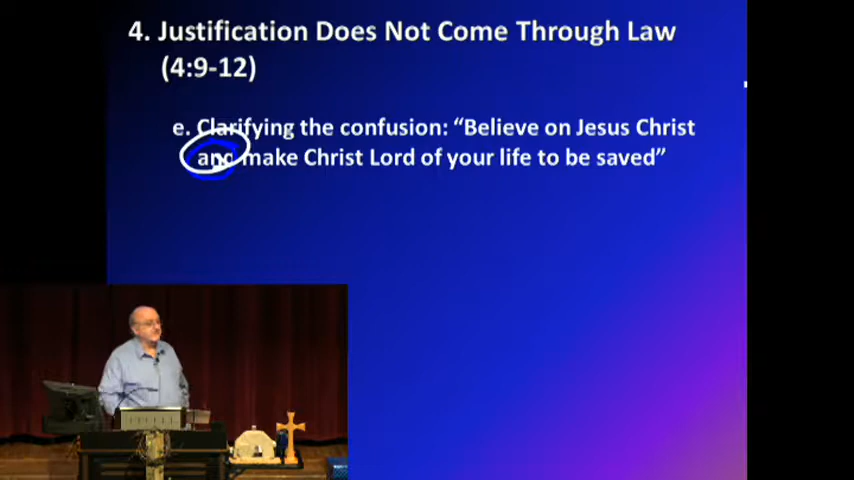 4. Justification Does Not Come Through Law
(4:9-12)
e. Clarifying the confusion: “Believe on Jesus Christ
and make Christ Lord of your life to be saved”